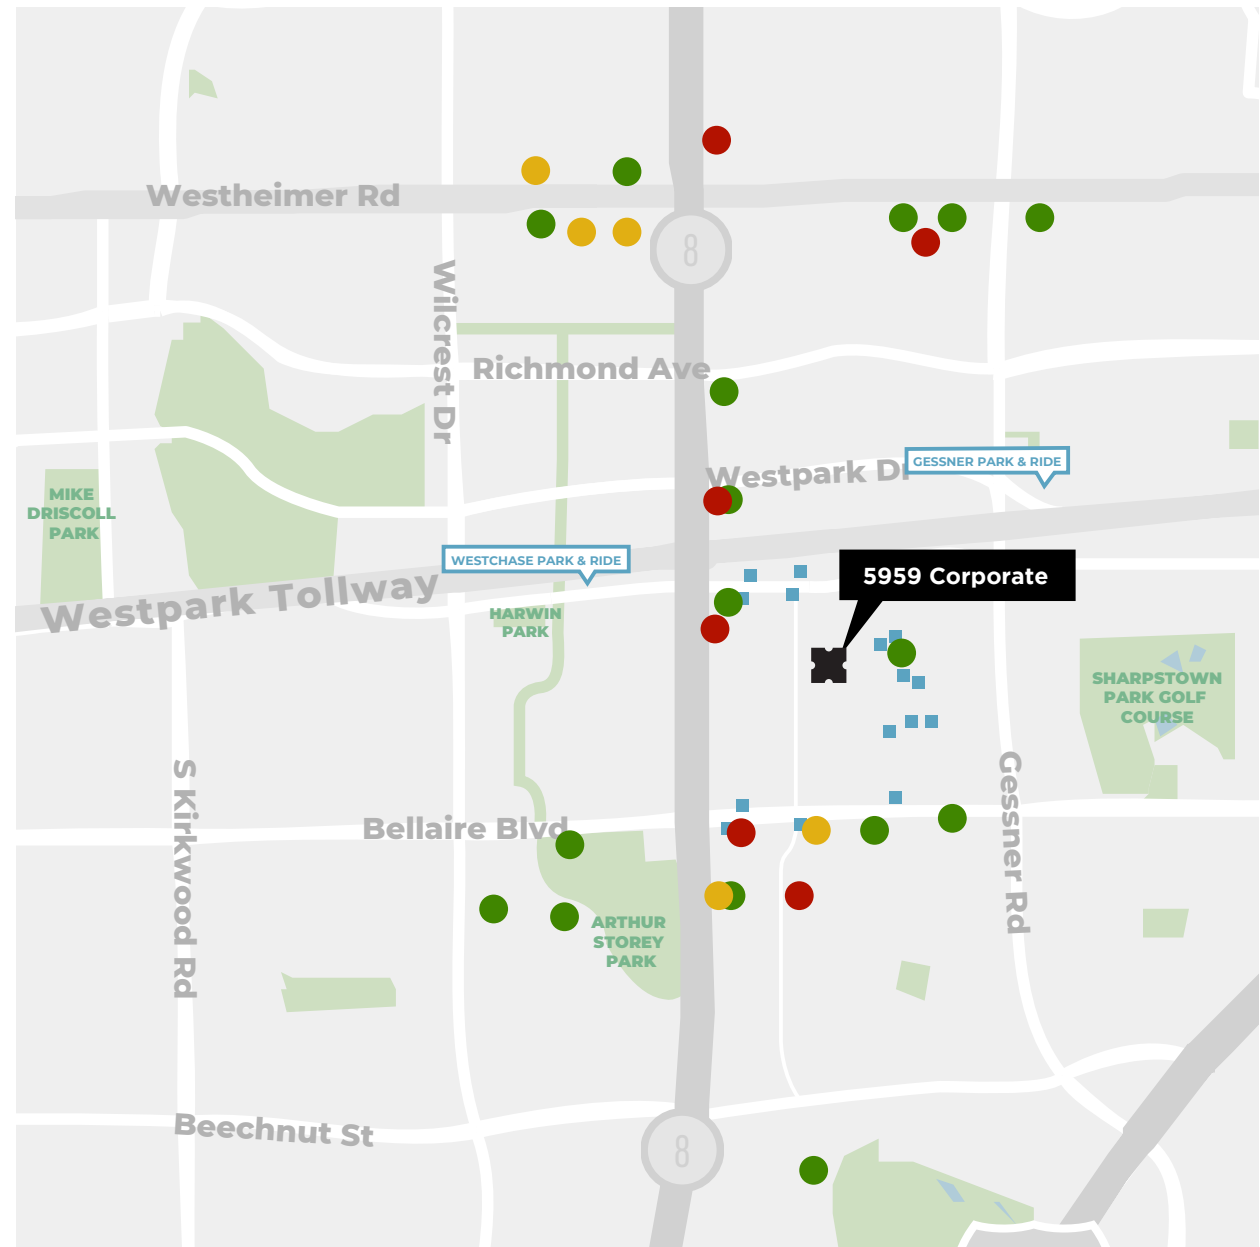 Westheimer Rd
8
Wilcrest Dr
Richmond Ave
Westpark Dr
GESSNER PARK & RIDE
MIKE
DRISCOLL
PARK
WESTCHASE PARK & RIDE
5959 Corporate
Westpark Tollway
HARWIN
PARK
SHARPSTOWN
PARK GOLF
COURSE
S Kirkwood Rd
Gessner Rd
Bellaire Blvd
ARTHUR
STOREY
PARK
Beechnut St
8